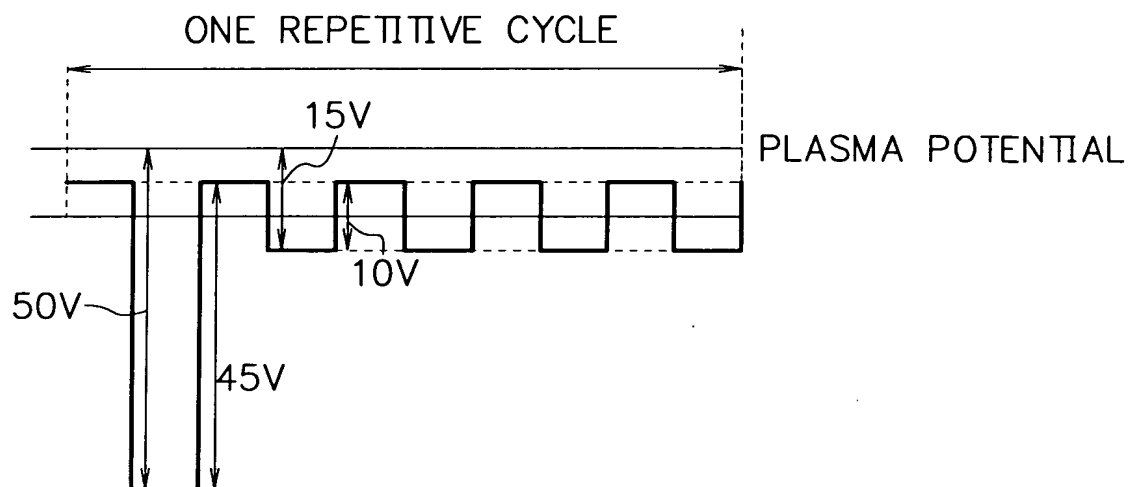 ONE REPETITIVE CYCLE
15V
PLASMA POTENTIAL
10V
50V
45V